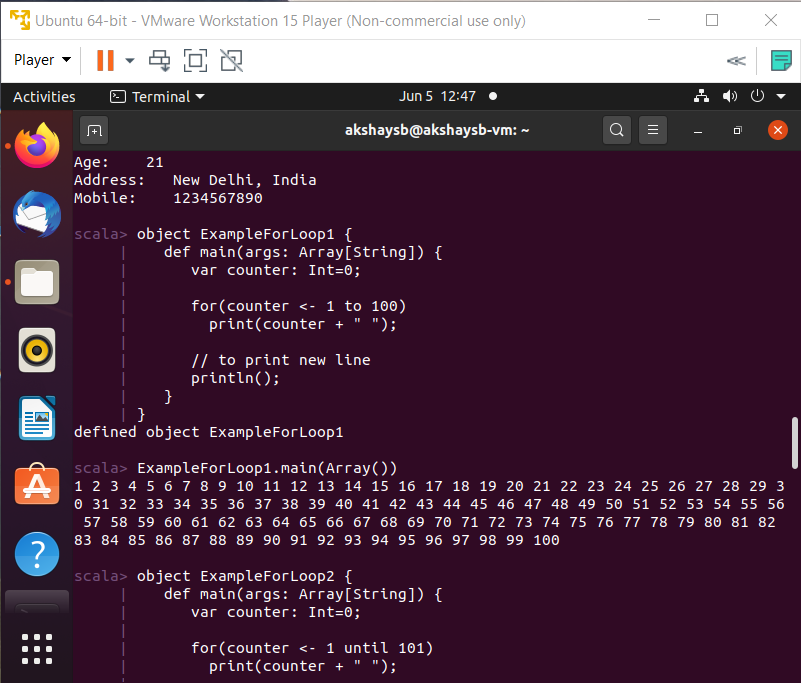 Ubuntu 64-bit - VMware Workstation 15 Player (Non-commercial use only)
Player
Activities Terminal Jun 5 12:47
akshaysb@akshaysb-vm: ~
Age:    21
Address:   New Delhi, India
Mobile:    1234567890
scala> object ExampleForLoop1 {
     |    def main(args: Array[String]) {
     |       var counter: Int=0;
     |
     |       for(counter <- 1 to 100)
     |         print(counter + " ");
     |
     |       // to print new line
     |       println();
     |    }
     | }
defined object ExampleForLoop1
scala> ExampleForLoop1.main(Array())
1 2 3 4 5 6 7 8 9 10 11 12 13 14 15 16 17 18 19 20 21 22 23 24 25 26 27 28 29 3
0 31 32 33 34 35 36 37 38 39 40 41 42 43 44 45 46 47 48 49 50 51 52 53 54 55 56
 57 58 59 60 61 62 63 64 65 66 67 68 69 70 71 72 73 74 75 76 77 78 79 80 81 82
83 84 85 86 87 88 89 90 91 92 93 94 95 96 97 98 99 100
scala> object ExampleForLoop2 {
     |    def main(args: Array[String]) {
     |       var counter: Int=0;
     |
     |       for(counter <- 1 until 101)
     |         print(counter + " ");
     |